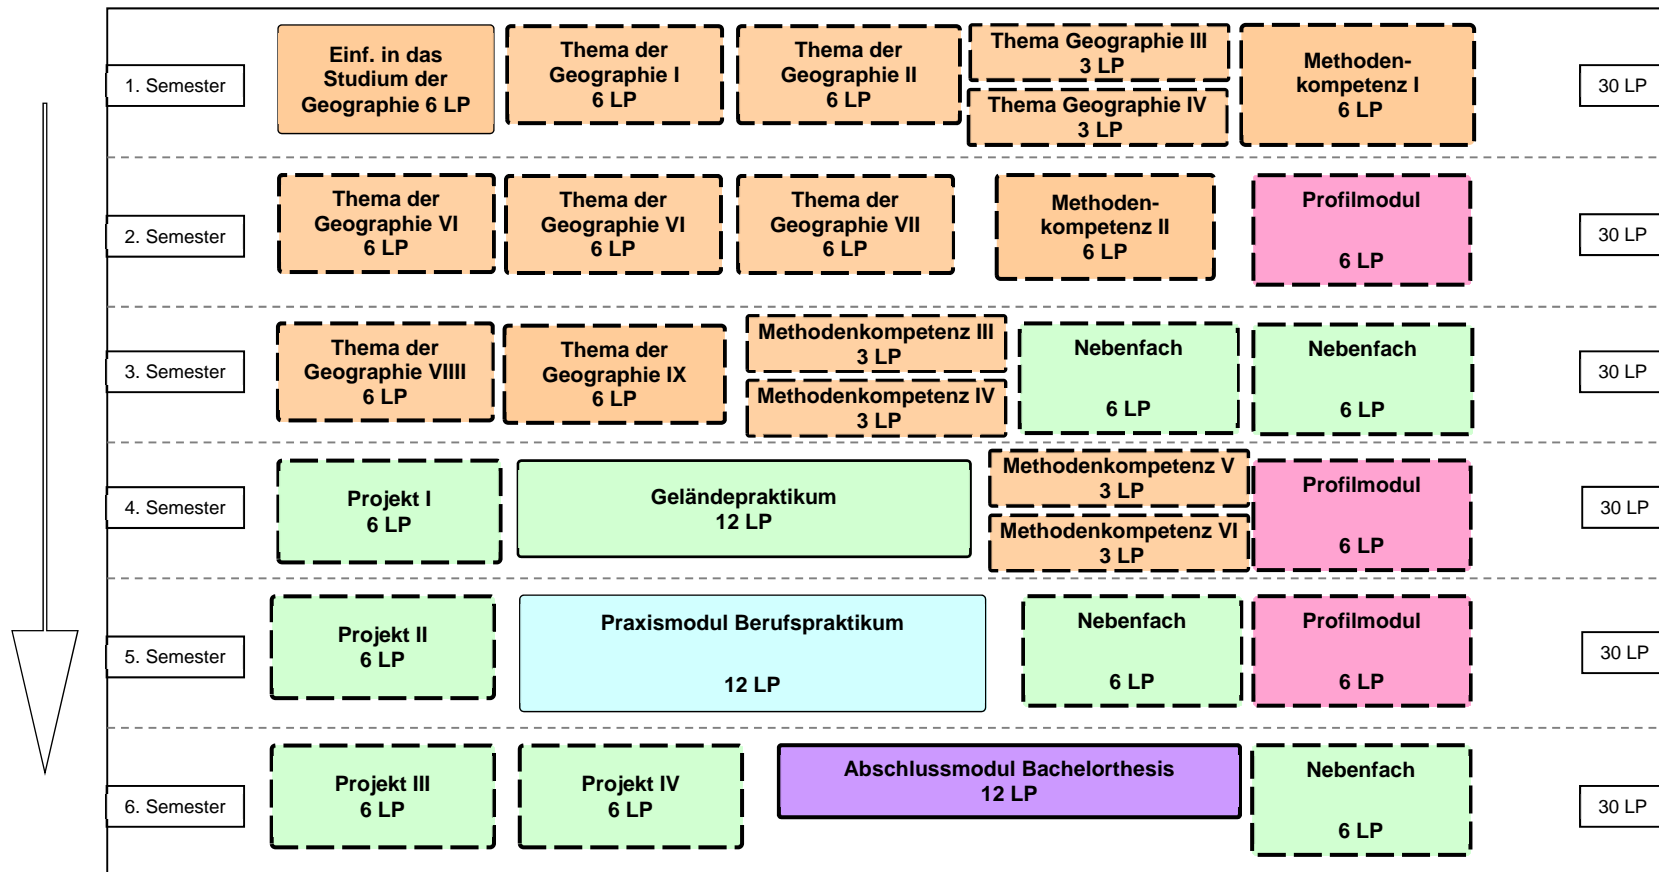 1. Semester
Einf. in das
Studium der
Geographie 6 LP
Thema der
Geographie I
6 LP
Thema der
Geographie II
6 LP
Thema Geographie III
3 LP
Thema Geographie IV
3 LP
Methoden-
kompetenz I
6 LP
30 LP
2. Semester
Thema der
Geographie VI
6 LP
Thema der
Geographie VI
6 LP
Thema der
Geographie VII
6 LP
Methoden-
kompetenz II
6 LP
Profilmodul
6 LP
30 LP
3. Semester
Thema der
Geographie VIIII
6 LP
Thema der
Geographie IX
6 LP
Methodenkompetenz III
3 LP
Methodenkompetenz IV
3 LP
Nebenfach
6 LP
Nebenfach
6 LP
30 LP
4. Semester
Projekt I
6 LP
Geländepraktikum
12 LP
Methodenkompetenz V
3 LP
Methodenkompetenz VI
3 LP
Profilmodul
6 LP
30 LP
5. Semester
Projekt II
6 LP
Praxismodul Berufspraktikum
12 LP
Nebenfach
6 LP
Profilmodul
6 LP
30 LP
6. Semester
Projekt III
6 LP
Projekt IV
6 LP
Abschlussmodul Bachelorthesis
12 LP
Nebenfach
6 LP
30 LP